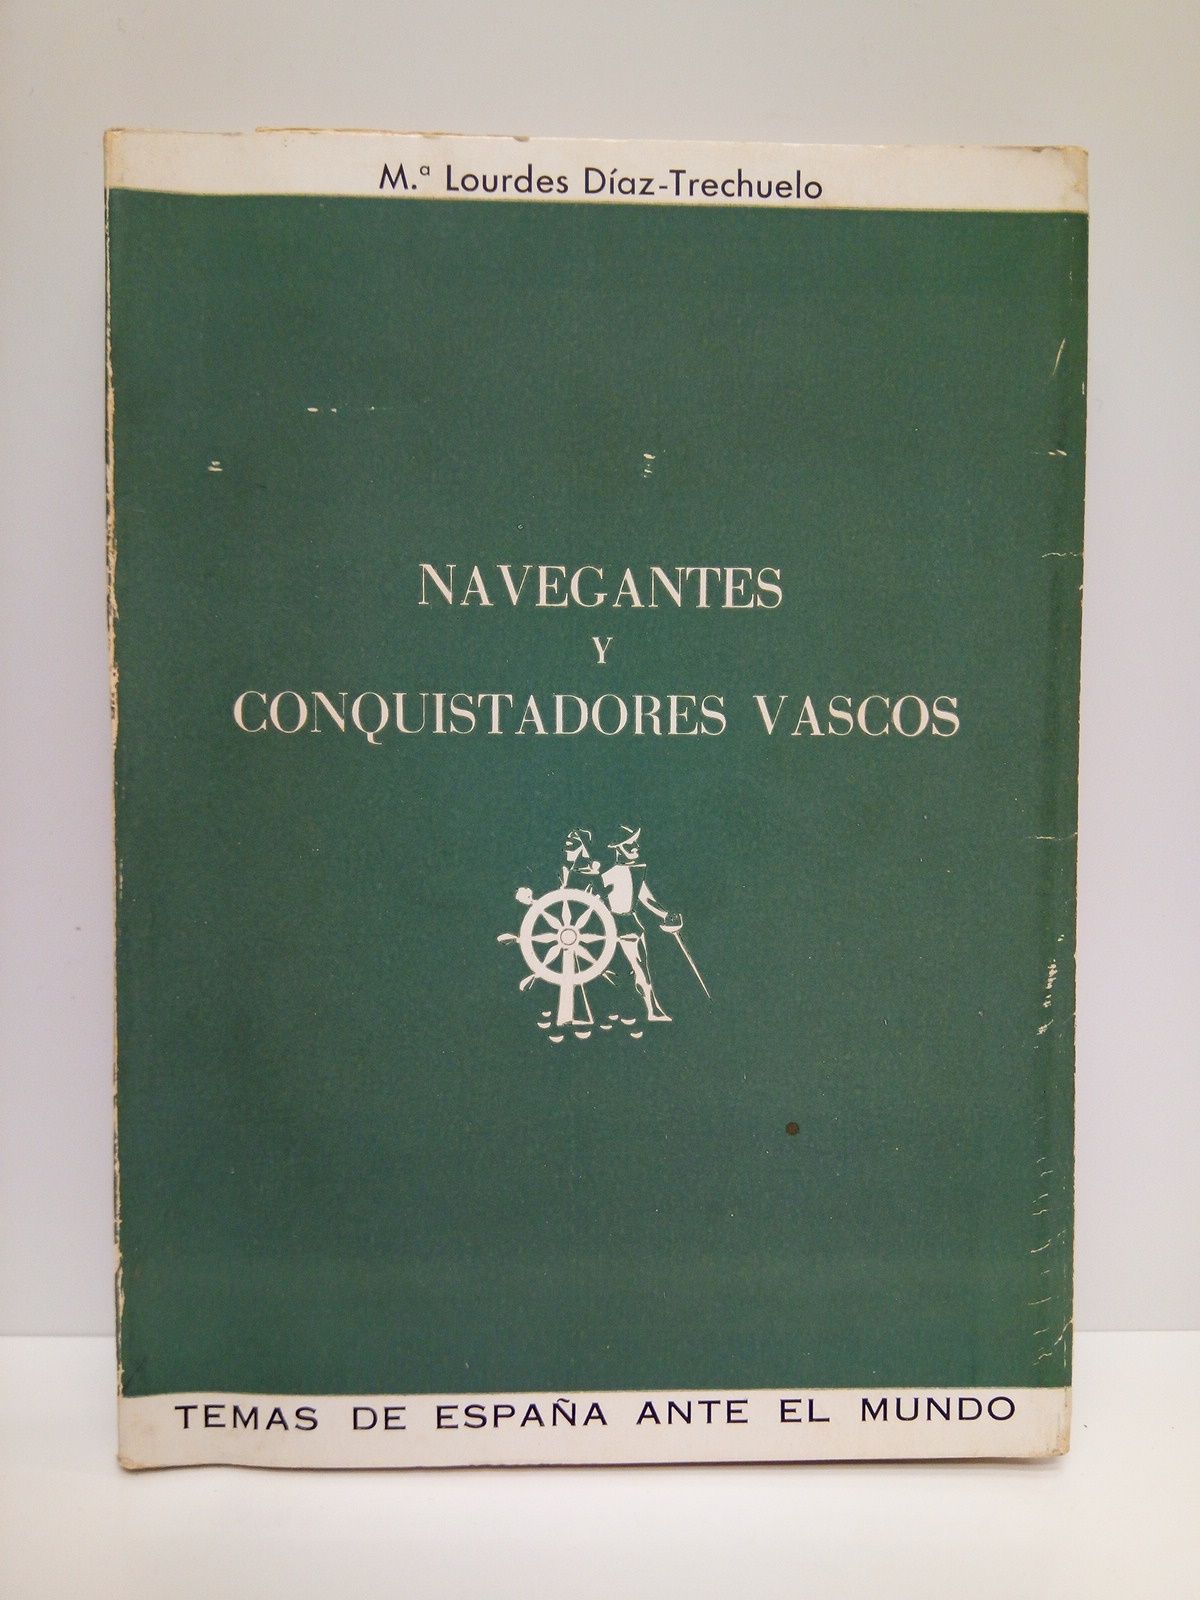 M.ª Lourdes Díaz-Trechuelo
NAVEGANTES
Y
CONQUISTADORES VASCOS
TEMAS DE ESPAÑA ANTE EL MUNDO